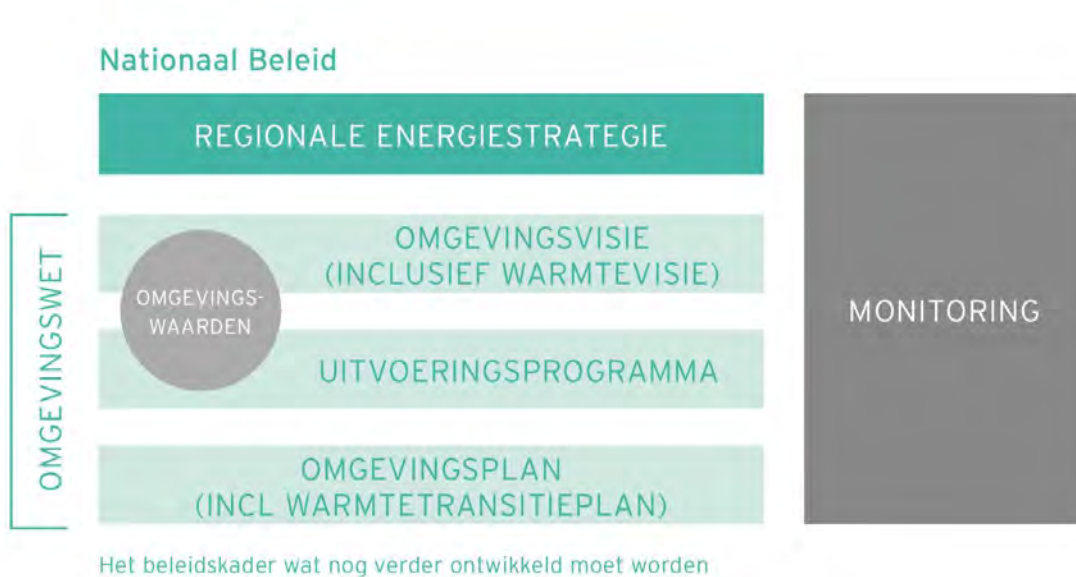 Nationaal Beleid
REGIONALE ENERGIESTRATEGIE
OMGEVINGSWET
OMGEVINGS-
WAARDEN
OMGEVINGSVISIE
(INCLUSIEF WARMTEVISIE)
UITVOERINGSPROGRAMMA
OMGEVINGSPLAN
(INCL WARMTETRANSITIEPLAN)
MONITORING
Het beleidskader wat nog verder ontwikkeld moet worden